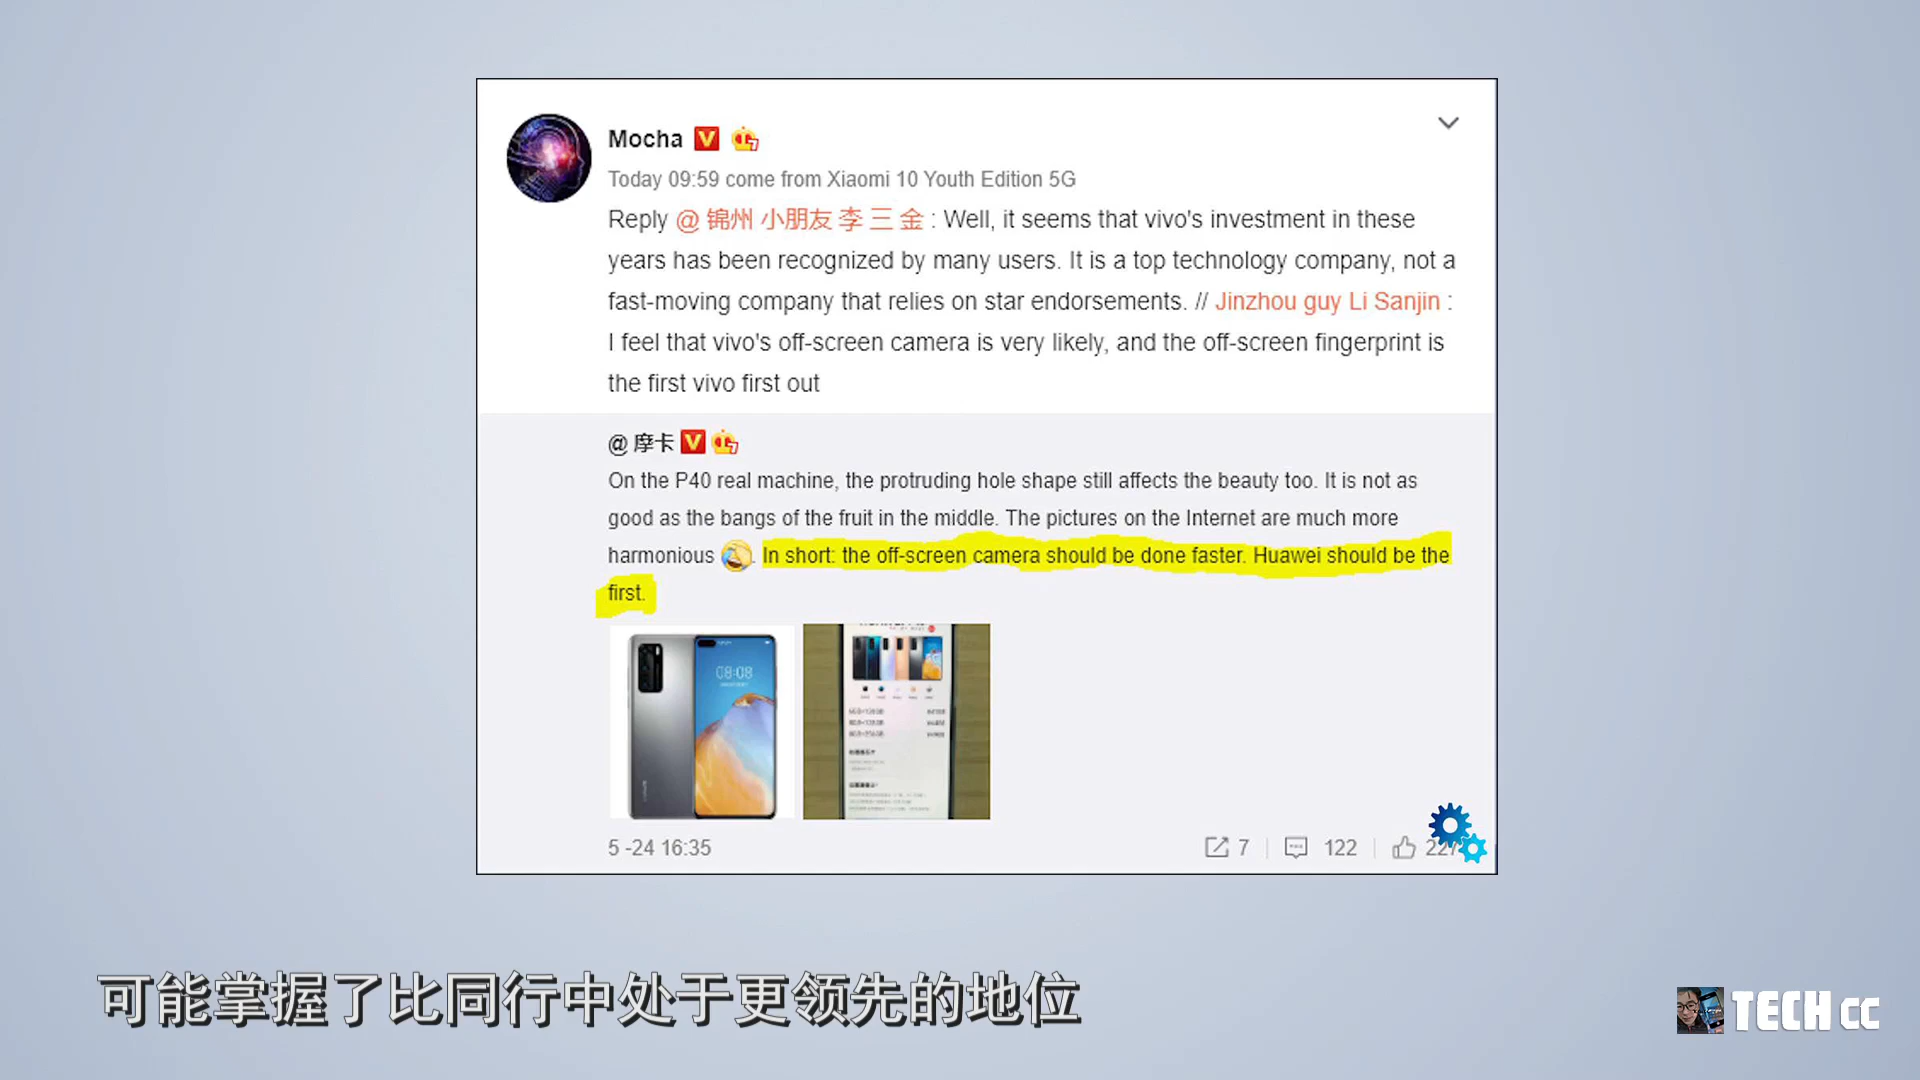 Mocha
Today 09:59 come from Xiaomi 10 Youth Edition 5G
Reply @ 锦州 小朋友 李 三 金 : Well, it seems that vivo's investment in these
years has been recognized by many users. It is a top technology company, not a
fast-moving company that relies on star endorsements. // Jinzhou guy Li Sanjin :
I feel that vivo's off-screen camera is very likely, and the off-screen fingerprint is
the first vivo first out
@ 摩卡
On the P40 real machine, the protruding hole shape still affects the beauty too. It is not as
good as the bangs of the fruit in the middle. The pictures on the Internet are much more
harmonious . In short: the off-screen camera should be done faster. Huawei should be the
first.
08:08
5 -24 16:35
7
122
227
可能掌握了比同行中处于更领先的地位
TECH CC